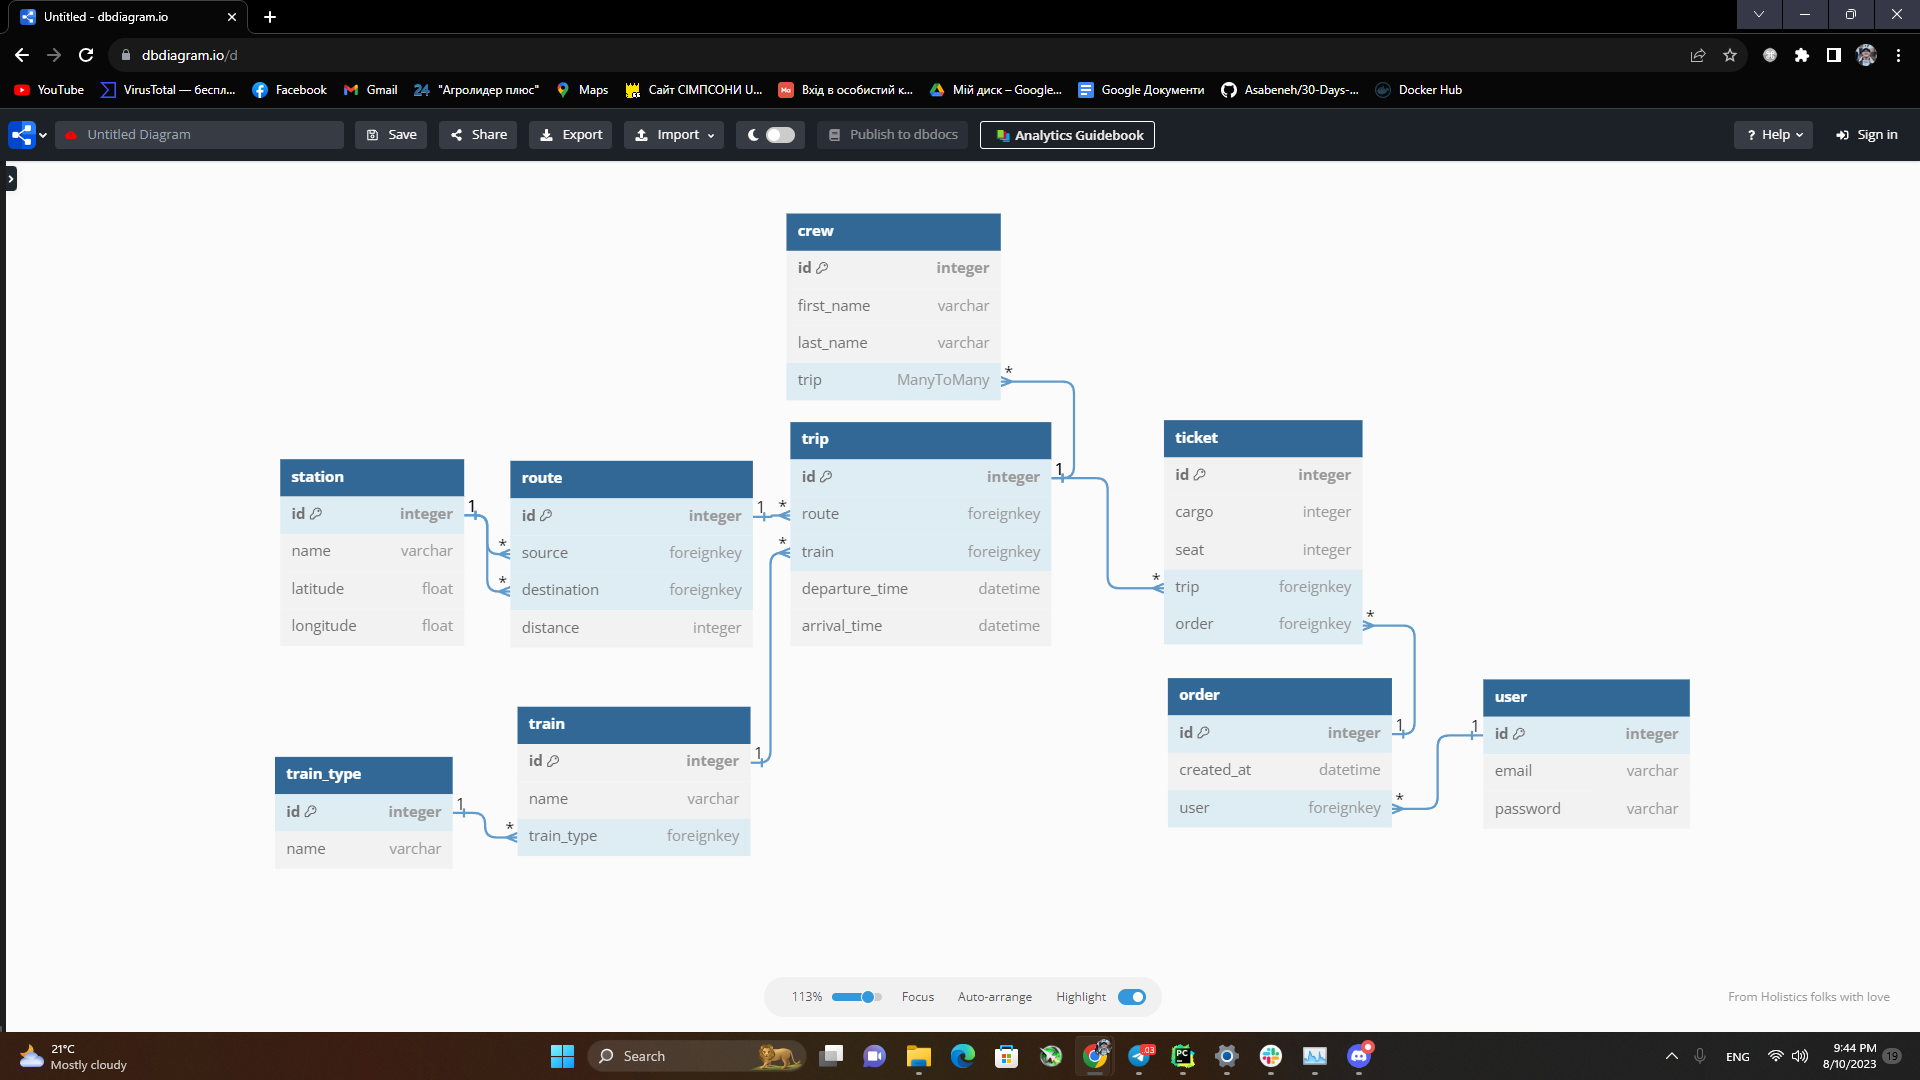 Untitled - dbdiagram.io
dbdiagram.io/d
YouTube VirusTotal — беспл... Facebook Gmail 24 "Агролидер плюс" Maps Сайт СІМПСОНИ U... Вхід в особистий к... Мій диск – Google... Google Документи Asabeneh/30-Days-... Docker Hub
Untitled Diagram Save Share Export Import Publish to dbdocs Analytics Guidebook ? Help Sign in
crew
id integer
first_name varchar
last_name varchar
trip ManyToMany
*
trip
id integer
1
route foreignkey
*
train foreignkey
*
departure_time datetime
arrival_time datetime
ticket
id integer
cargo integer
seat integer
trip foreignkey
*
order foreignkey
*
station
id integer
1
name varchar
latitude float
longitude float
route
id integer
1
source foreignkey
*
destination foreignkey
*
distance integer
train
id integer
1
name varchar
train_type foreignkey
*
train_type
id integer
1
name varchar
order
id integer
1
created_at datetime
user foreignkey
*
user
id integer
1
email varchar
password varchar
113% Focus Auto-arrange Highlight
From Holistics folks with love
21°C
Mostly cloudy
Search
03
PC
ENG
9:44 PM
8/10/2023
19